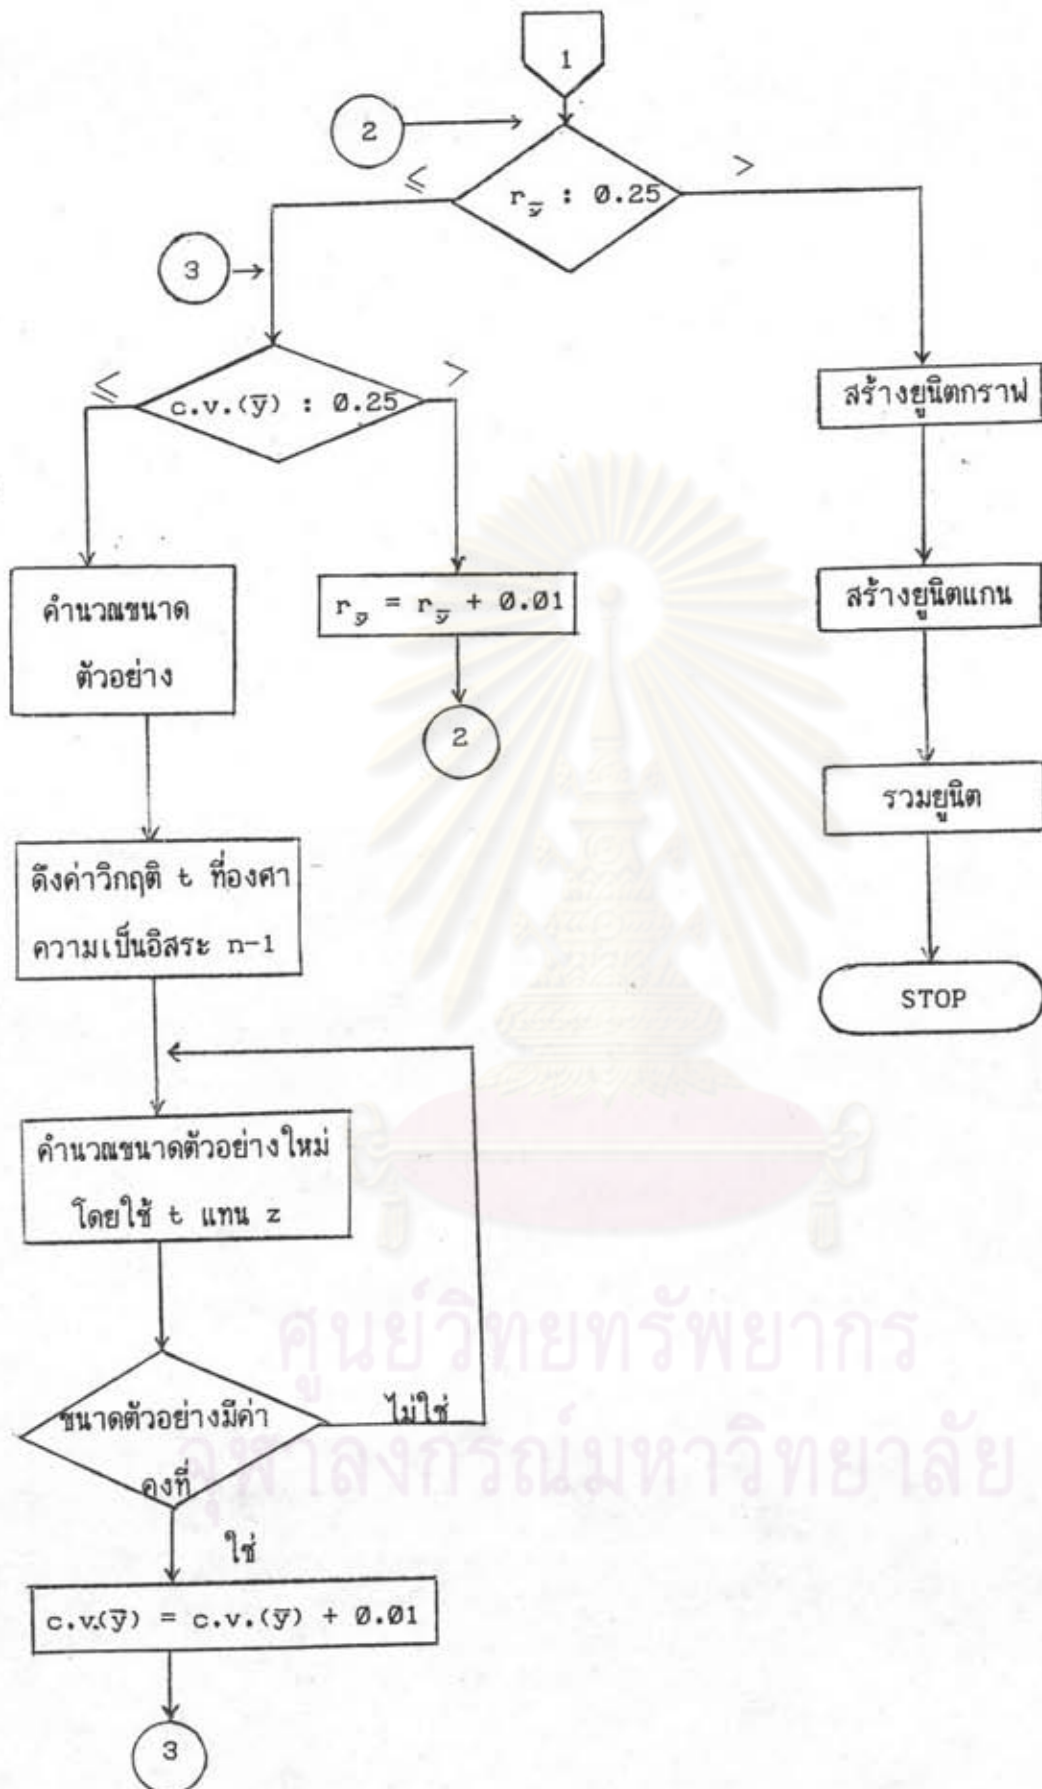 1
2
≤
>
r_ȳ : 0.25
3
≤
>
c.v.(ȳ) : 0.25
สร้างยูนิตกราฟ
คำนวณขนาด
ตัวอย่าง
r_ȳ = r_ȳ + 0.01
สร้างยูนิตแกน
2
รวมยูนิต
ดึงค่าวิกฤติ t ที่องศา
ความเป็นอิสระ n-1
STOP
คำนวณขนาดตัวอย่างใหม่
โดยใช้ t แทน z
ศูนย์วิทยทรัพยากร
จุฬาลงกรณ์มหาวิทยาลัย
ขนาดตัวอย่างมีค่า
คงที่
ไม่ใช่
ใช่
c.v.(ȳ) = c.v.(ȳ) + 0.01
3